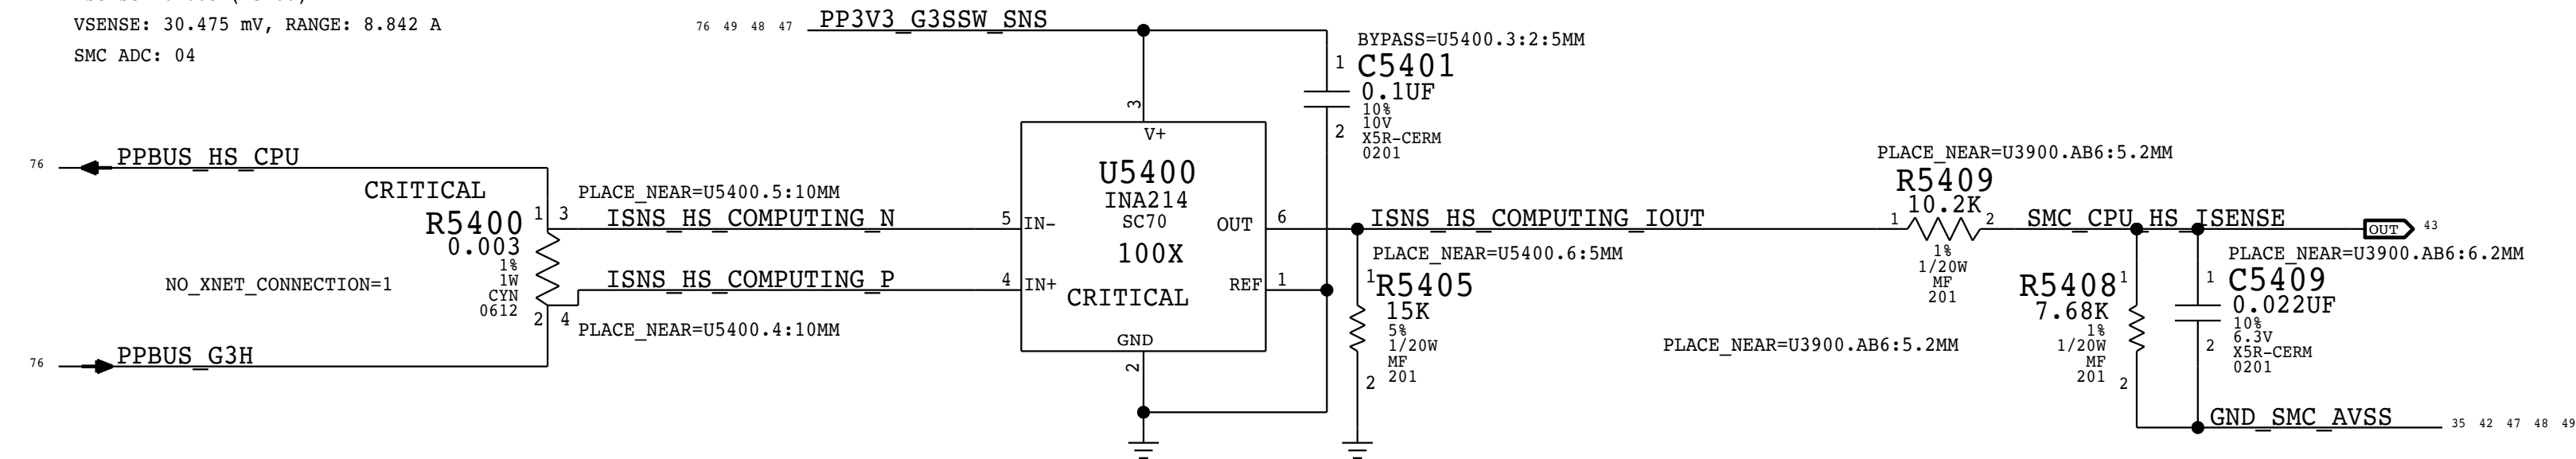 VSENSE: 30.475 mV, RANGE: 8.842 A
SMC ADC: 04
76 49 48 47 PP3V3_G3SSW_SNS
BYPASS=U5400.3:2:5MM
1 C5401
0.1UF
10%
10V
2 X5R-CERM
0201
3
V+
U5400
INA214
SC70
100X
CRITICAL
5 IN-
4 IN+
OUT 6
REF 1
GND
2
76 PPBUS_HS_CPU
CRITICAL
R5400 1 3
0.003
1%
1W
CYN
0612
2 4
NO_XNET_CONNECTION=1
PLACE_NEAR=U5400.5:10MM
ISNS_HS_COMPUTING_N
ISNS_HS_COMPUTING_P
PLACE_NEAR=U5400.4:10MM
76 PPBUS_G3H
ISNS_HS_COMPUTING_IOUT
PLACE_NEAR=U5400.6:5MM
1 R5405
15K
5%
1/20W
MF
2 201
PLACE_NEAR=U3900.AB6:5.2MM
R5409
10.2K
1 2
1%
1/20W
MF
201
SMC_CPU_HS_ISENSE
OUT 43
PLACE_NEAR=U3900.AB6:6.2MM
R5408 1
7.68K
1%
1/20W
MF
201 2
PLACE_NEAR=U3900.AB6:5.2MM
1 C5409
0.022UF
10%
6.3V
2 X5R-CERM
0201
GND_SMC_AVSS 35 42 47 48 49